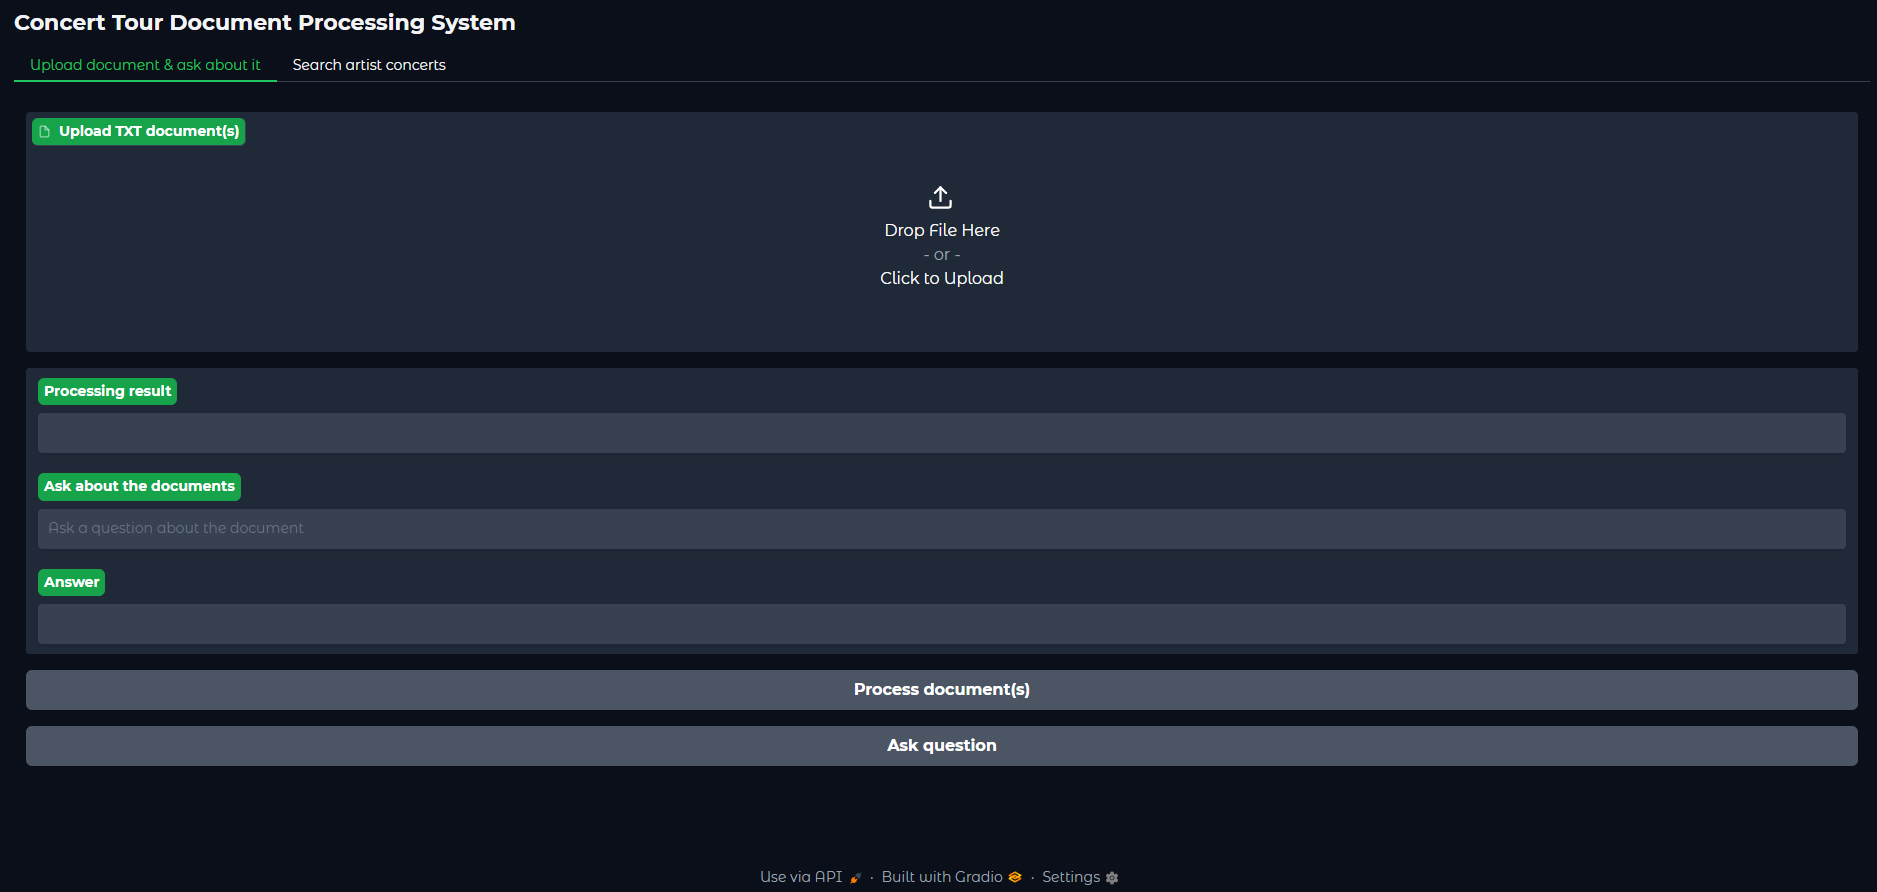 Concert Tour Document Processing System
Upload document & ask about it
Search artist concerts
Upload TXT document(s)
Drop File Here
- or -
Click to Upload
Processing result
Ask about the documents
Ask a question about the document
Answer
Process document(s)
Ask question
Use via API · Built with Gradio · Settings